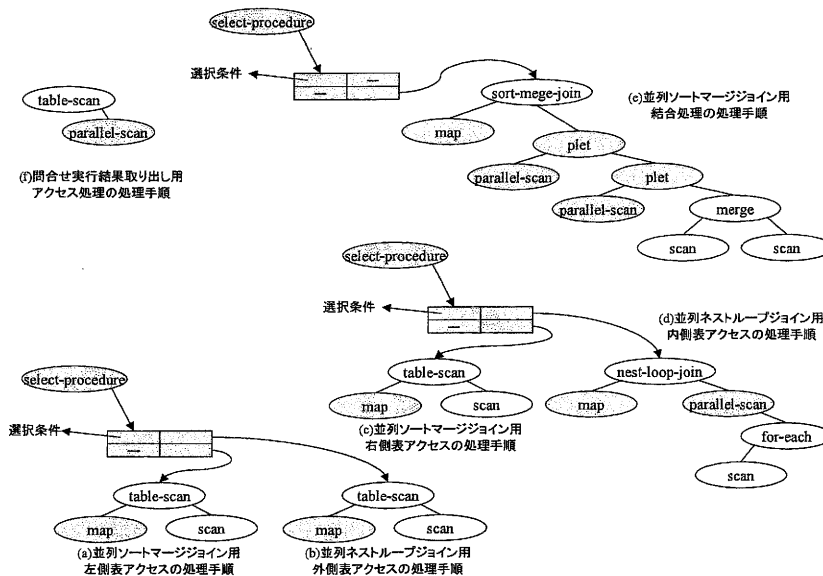 select-procedure
選択条件
table-scan
parallel-scan
(f)問合せ実行結果取り出し用
アクセス処理の処理手順
sort-mege-join
map
plet
parallel-scan
plet
parallel-scan
merge
scan
scan
(e)並列ソートマージジョイン用
結合処理の処理手順
select-procedure
選択条件
table-scan
map
scan
(c)並列ソートマージジョイン用
右側表アクセスの処理手順
(d)並列ネストループジョイン用
内側表アクセスの処理手順
nest-loop-join
map
parallel-scan
for-each
scan
select-procedure
選択条件
table-scan
map
scan
(a)並列ソートマージジョイン用
左側表アクセスの処理手順
table-scan
map
scan
(b)並列ネストループジョイン用
外側表アクセスの処理手順